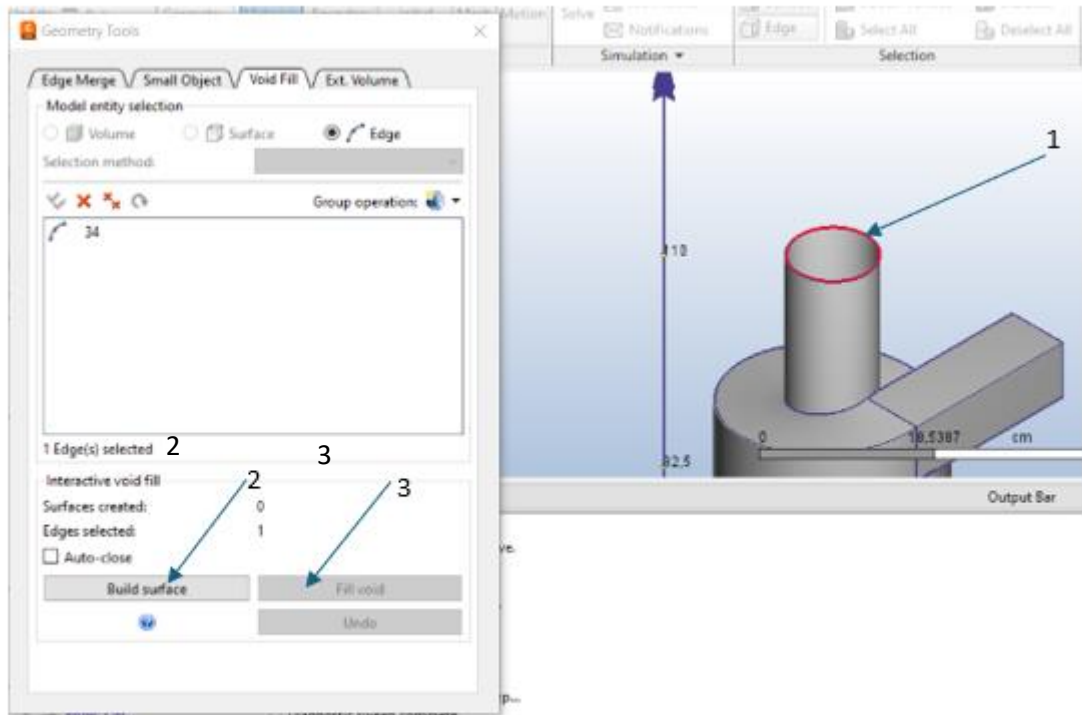 Geometry Tools
Edge Merge Small Object Void Fill Ext. Volume
Model entity selection
Volume Surface Edge
Selection method:
Group operation:
34
1 Edge(s) selected 2
3
Interactive void fill
2
3
Surfaces created: 0
Edges selected: 1
Auto-close
Build surface Fill void
Undo
Solve
Notifications
Simulation
Edge Select All Deselect All
Selection
1
110
0 18,5387 cm
82,5
Output Bar
ve.